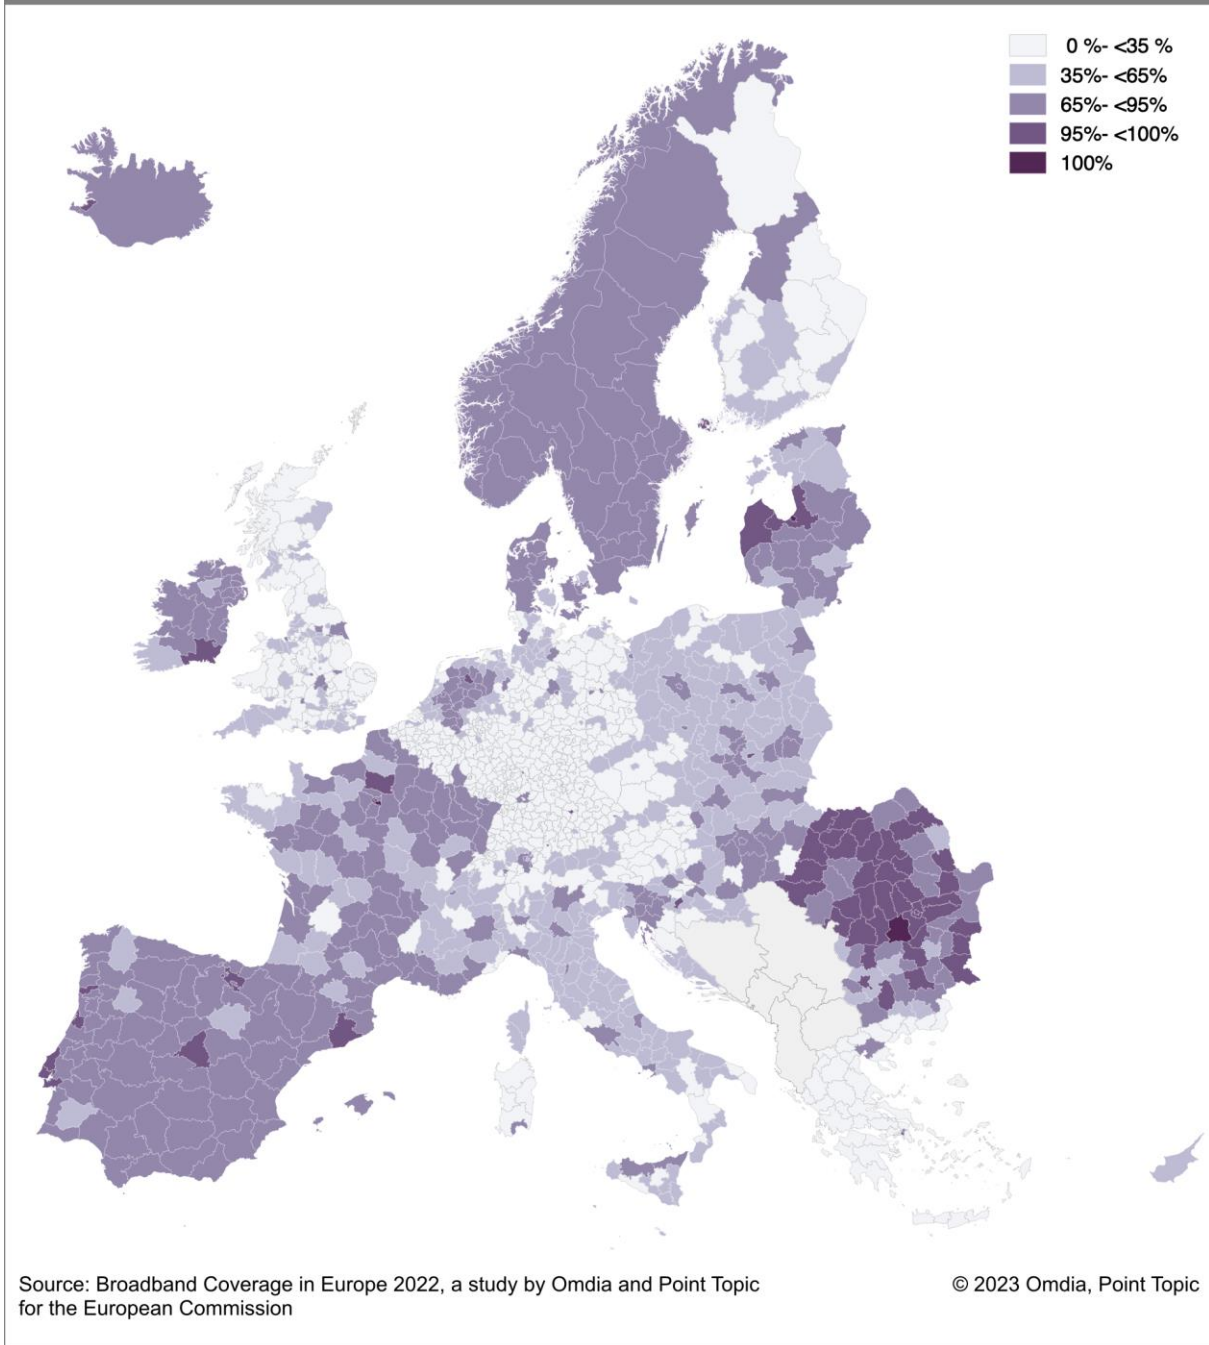 0 %- <35 %
35%- <65%
65%- <95%
95%- <100%
100%
Source: Broadband Coverage in Europe 2022, a study by Omdia and Point Topic
for the European Commission
© 2023 Omdia, Point Topic